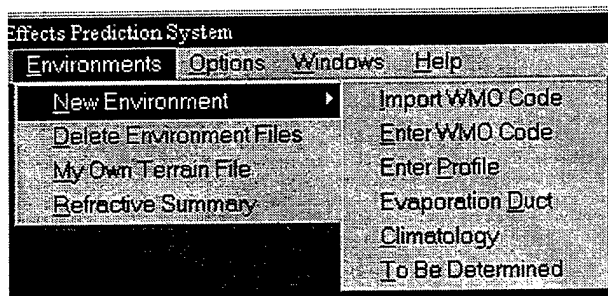 Effects Prediction System
Environments Options Windows Help
New Environment
Delete Environment Files
My Own Terrain File
Refractive Summary
Import WMO Code
Enter WMO Code
Enter Profile
Evaporation Duct
Climatology
To Be Determined